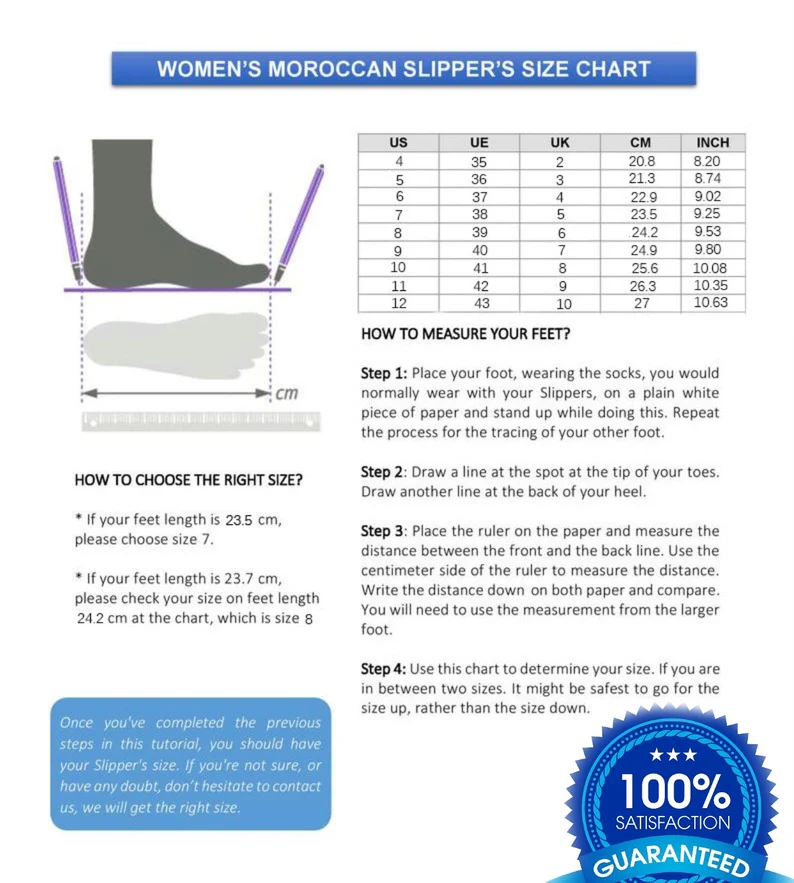 WOMEN'S MOROCCAN SLIPPER'S SIZE CHART
US UE UK CM INCH
4 35 2 20.8 8.20
5 36 3 21.3 8.74
6 37 4 22.9 9.02
7 38 5 23.5 9.25
8 39 6 24.2 9.53
9 40 7 24.9 9.80
10 41 8 25.6 10.08
11 42 9 26.3 10.35
12 43 10 27 10.63
cm
HOW TO CHOOSE THE RIGHT SIZE?
* If your feet length is 23.5 cm,
please choose size 7.
* If your feet length is 23.7 cm,
please check your size on feet length
24.2 cm at the chart, which is size 8
Once you've completed the previous
steps in this tutorial, you should have
your Slipper's size. If you're not sure, or
have any doubt, don't hesitate to contact
us, we will get the right size.
HOW TO MEASURE YOUR FEET?
Step 1: Place your foot, wearing the socks, you would
normally wear with your Slippers, on a plain white
piece of paper and stand up while doing this. Repeat
the process for the tracing of your other foot.
Step 2: Draw a line at the spot at the tip of your toes.
Draw another line at the back of your heel.
Step 3: Place the ruler on the paper and measure the
distance between the front and the back line. Use the
centimeter side of the ruler to measure the distance.
Write the distance down on both paper and compare.
You will need to use the measurement from the larger
foot.
Step 4: Use this chart to determine your size. If you are
in between two sizes. It might be safest to go for the
size up, rather than the size down.
100%
SATISFACTION
GUARANTEED